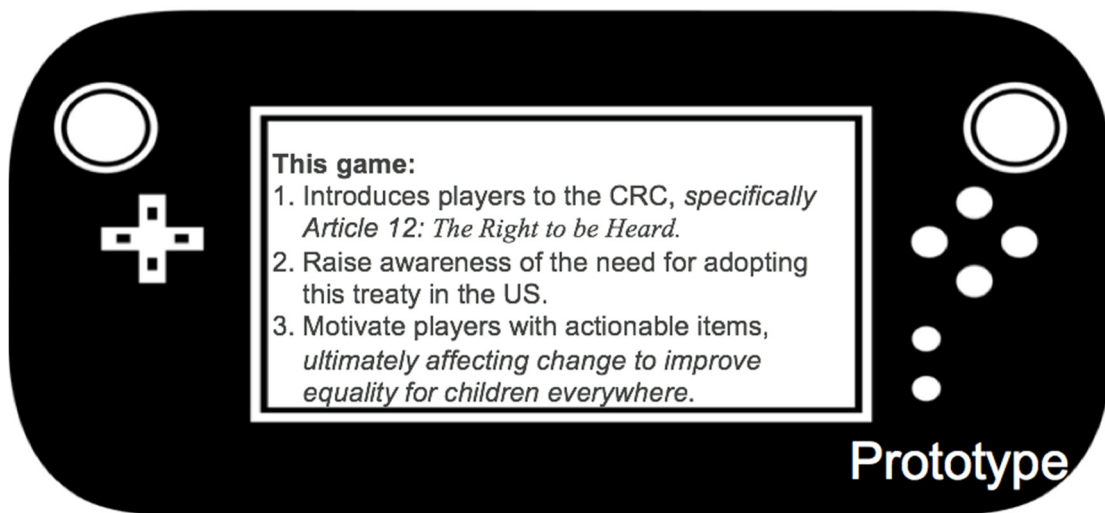 This game:
1. Introduces players to the CRC, specifically
Article 12: The Right to be Heard.
2. Raise awareness of the need for adopting
this treaty in the US.
3. Motivate players with actionable items,
ultimately affecting change to improve
equality for children everywhere.
Prototype